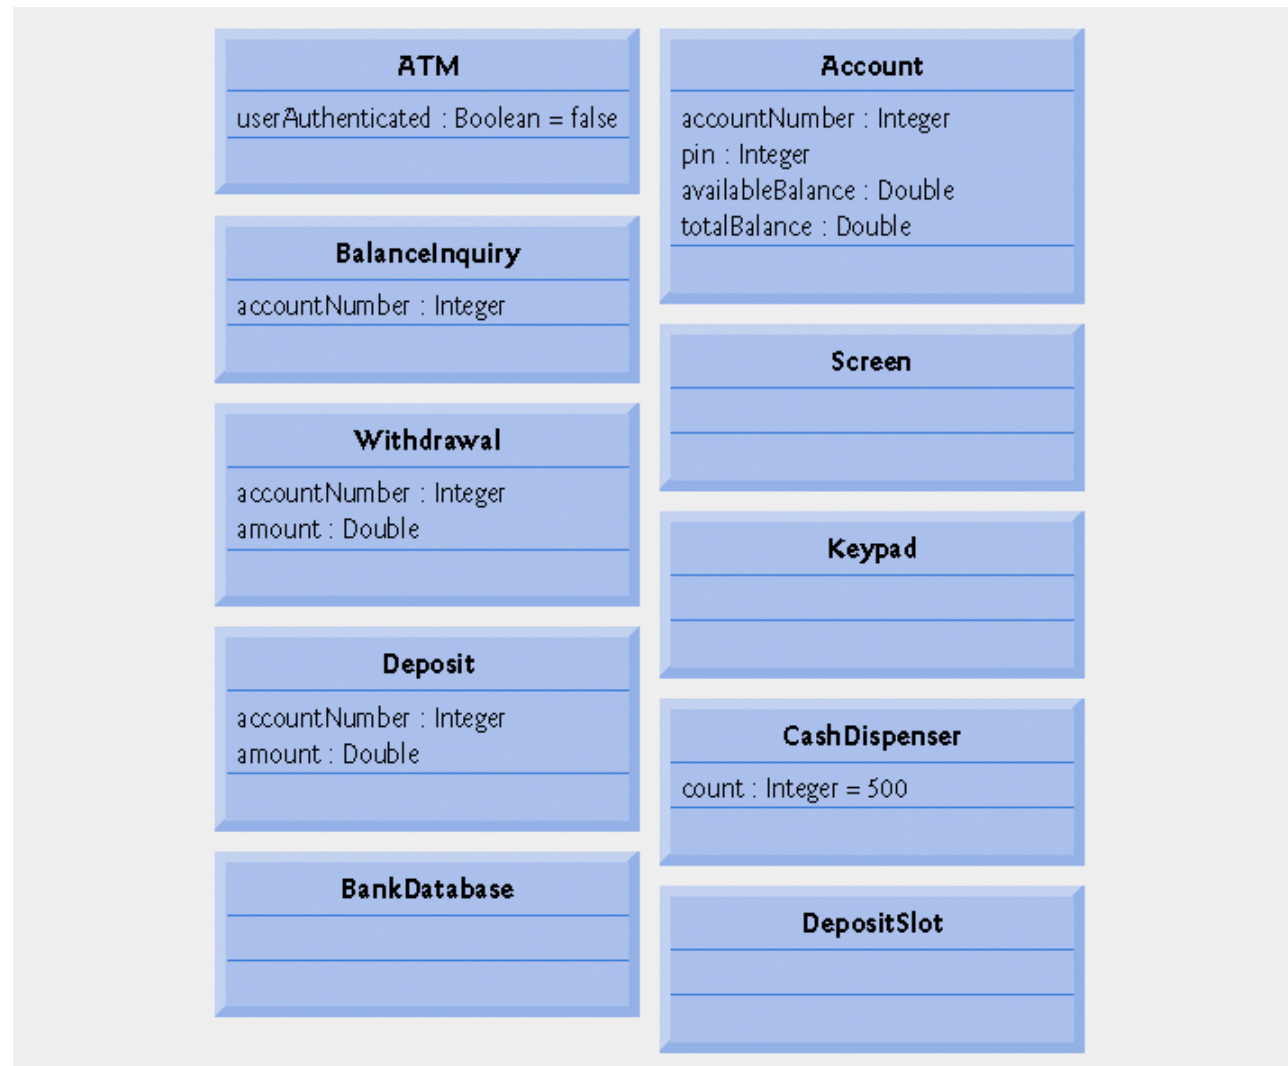 ATM
userAuthenticated : Boolean = false
BalanceInquiry
accountNumber : Integer
Withdrawal
accountNumber : Integer
amount : Double
Deposit
accountNumber : Integer
amount : Double
BankDatabase
Account
accountNumber : Integer
pin : Integer
availableBalance : Double
totalBalance : Double
Screen
Keypad
CashDispenser
count : Integer = 500
DepositSlot